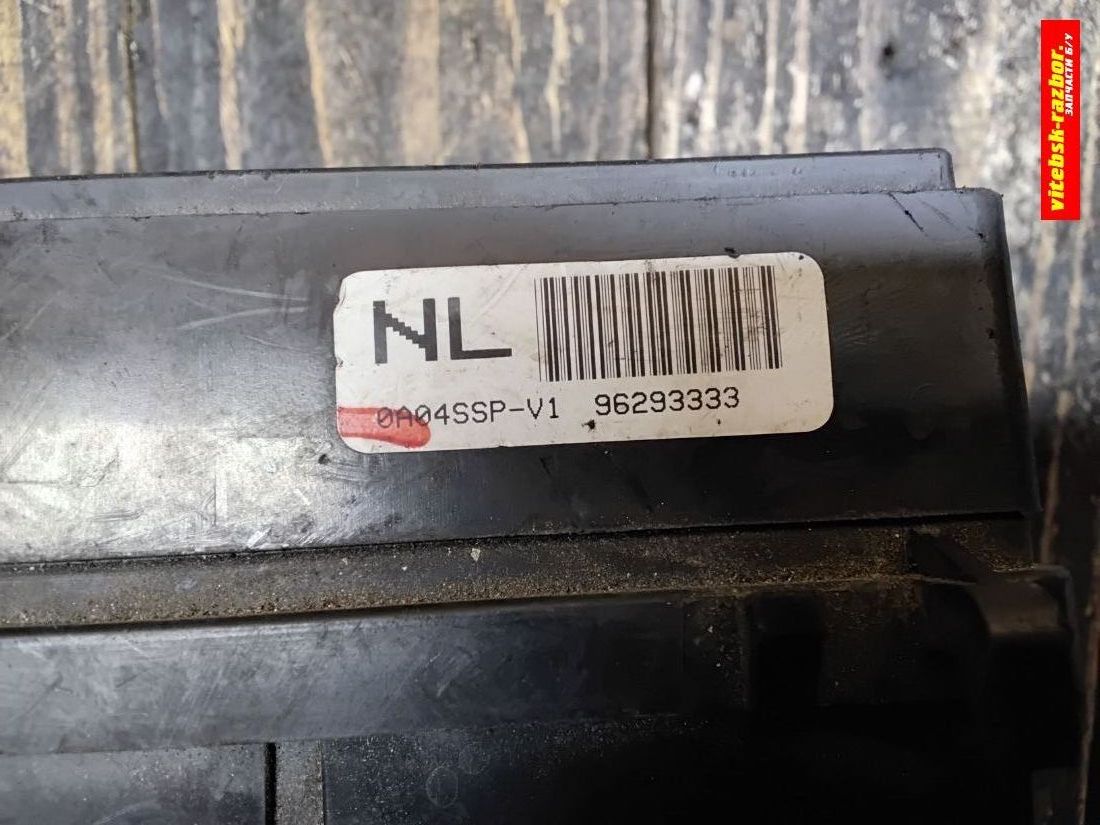 NL
0A04SSP-V1 96293333
vitebsk-razbor.
ЗАПЧАСТИ Б/У